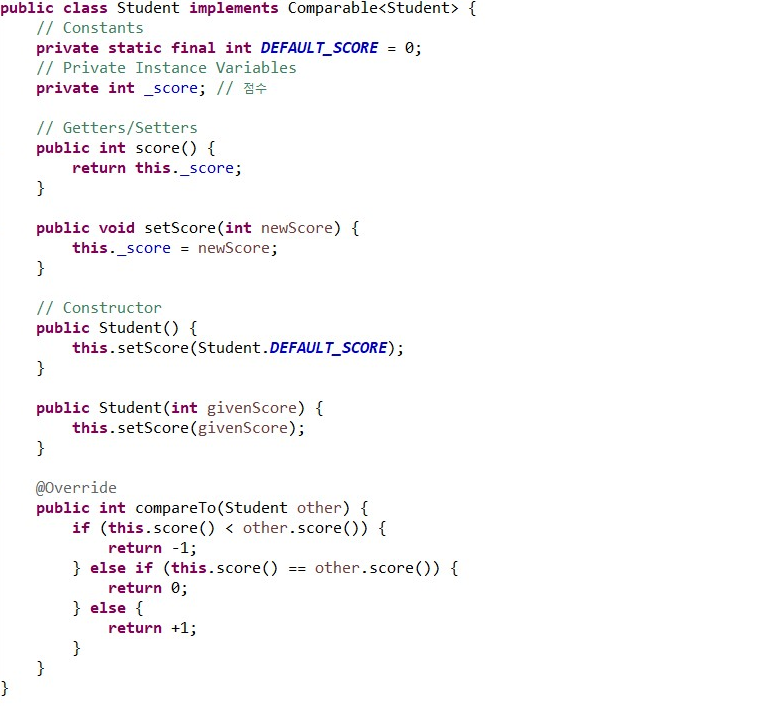 public class Student implements Comparable<Student> {
    // Constants
    private static final int DEFAULT_SCORE = 0;
    // Private Instance Variables
    private int _score; // 점수

    // Getters/Setters
    public int score() {
        return this._score;
    }

    public void setScore(int newScore) {
        this._score = newScore;
    }

    // Constructor
    public Student() {
        this.setScore(Student.DEFAULT_SCORE);
    }

    public Student(int givenScore) {
        this.setScore(givenScore);
    }

    @Override
    public int compareTo(Student other) {
        if (this.score() < other.score()) {
            return -1;
        } else if (this.score() == other.score()) {
            return 0;
        } else {
            return +1;
        }
    }
}